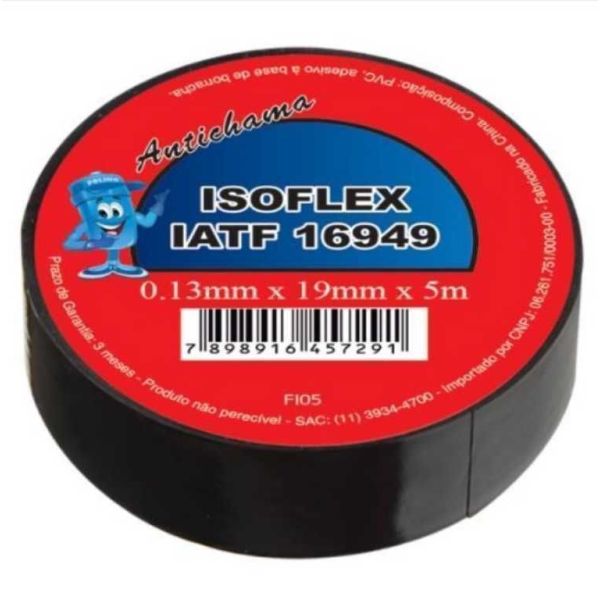 Antichama
POLINO
ISOFLEX
IATF 16949
0.13mm x 19mm x 5m
7 898916 457291
FI05
Prazo de Garantia: 3 meses - Produto não perecível - SAC: (11) 3934-4700 - Importado por CNPJ: 06.261.751/0003-00 - Fabricado na China. Composição: PVC, adesivo à base de borracha.